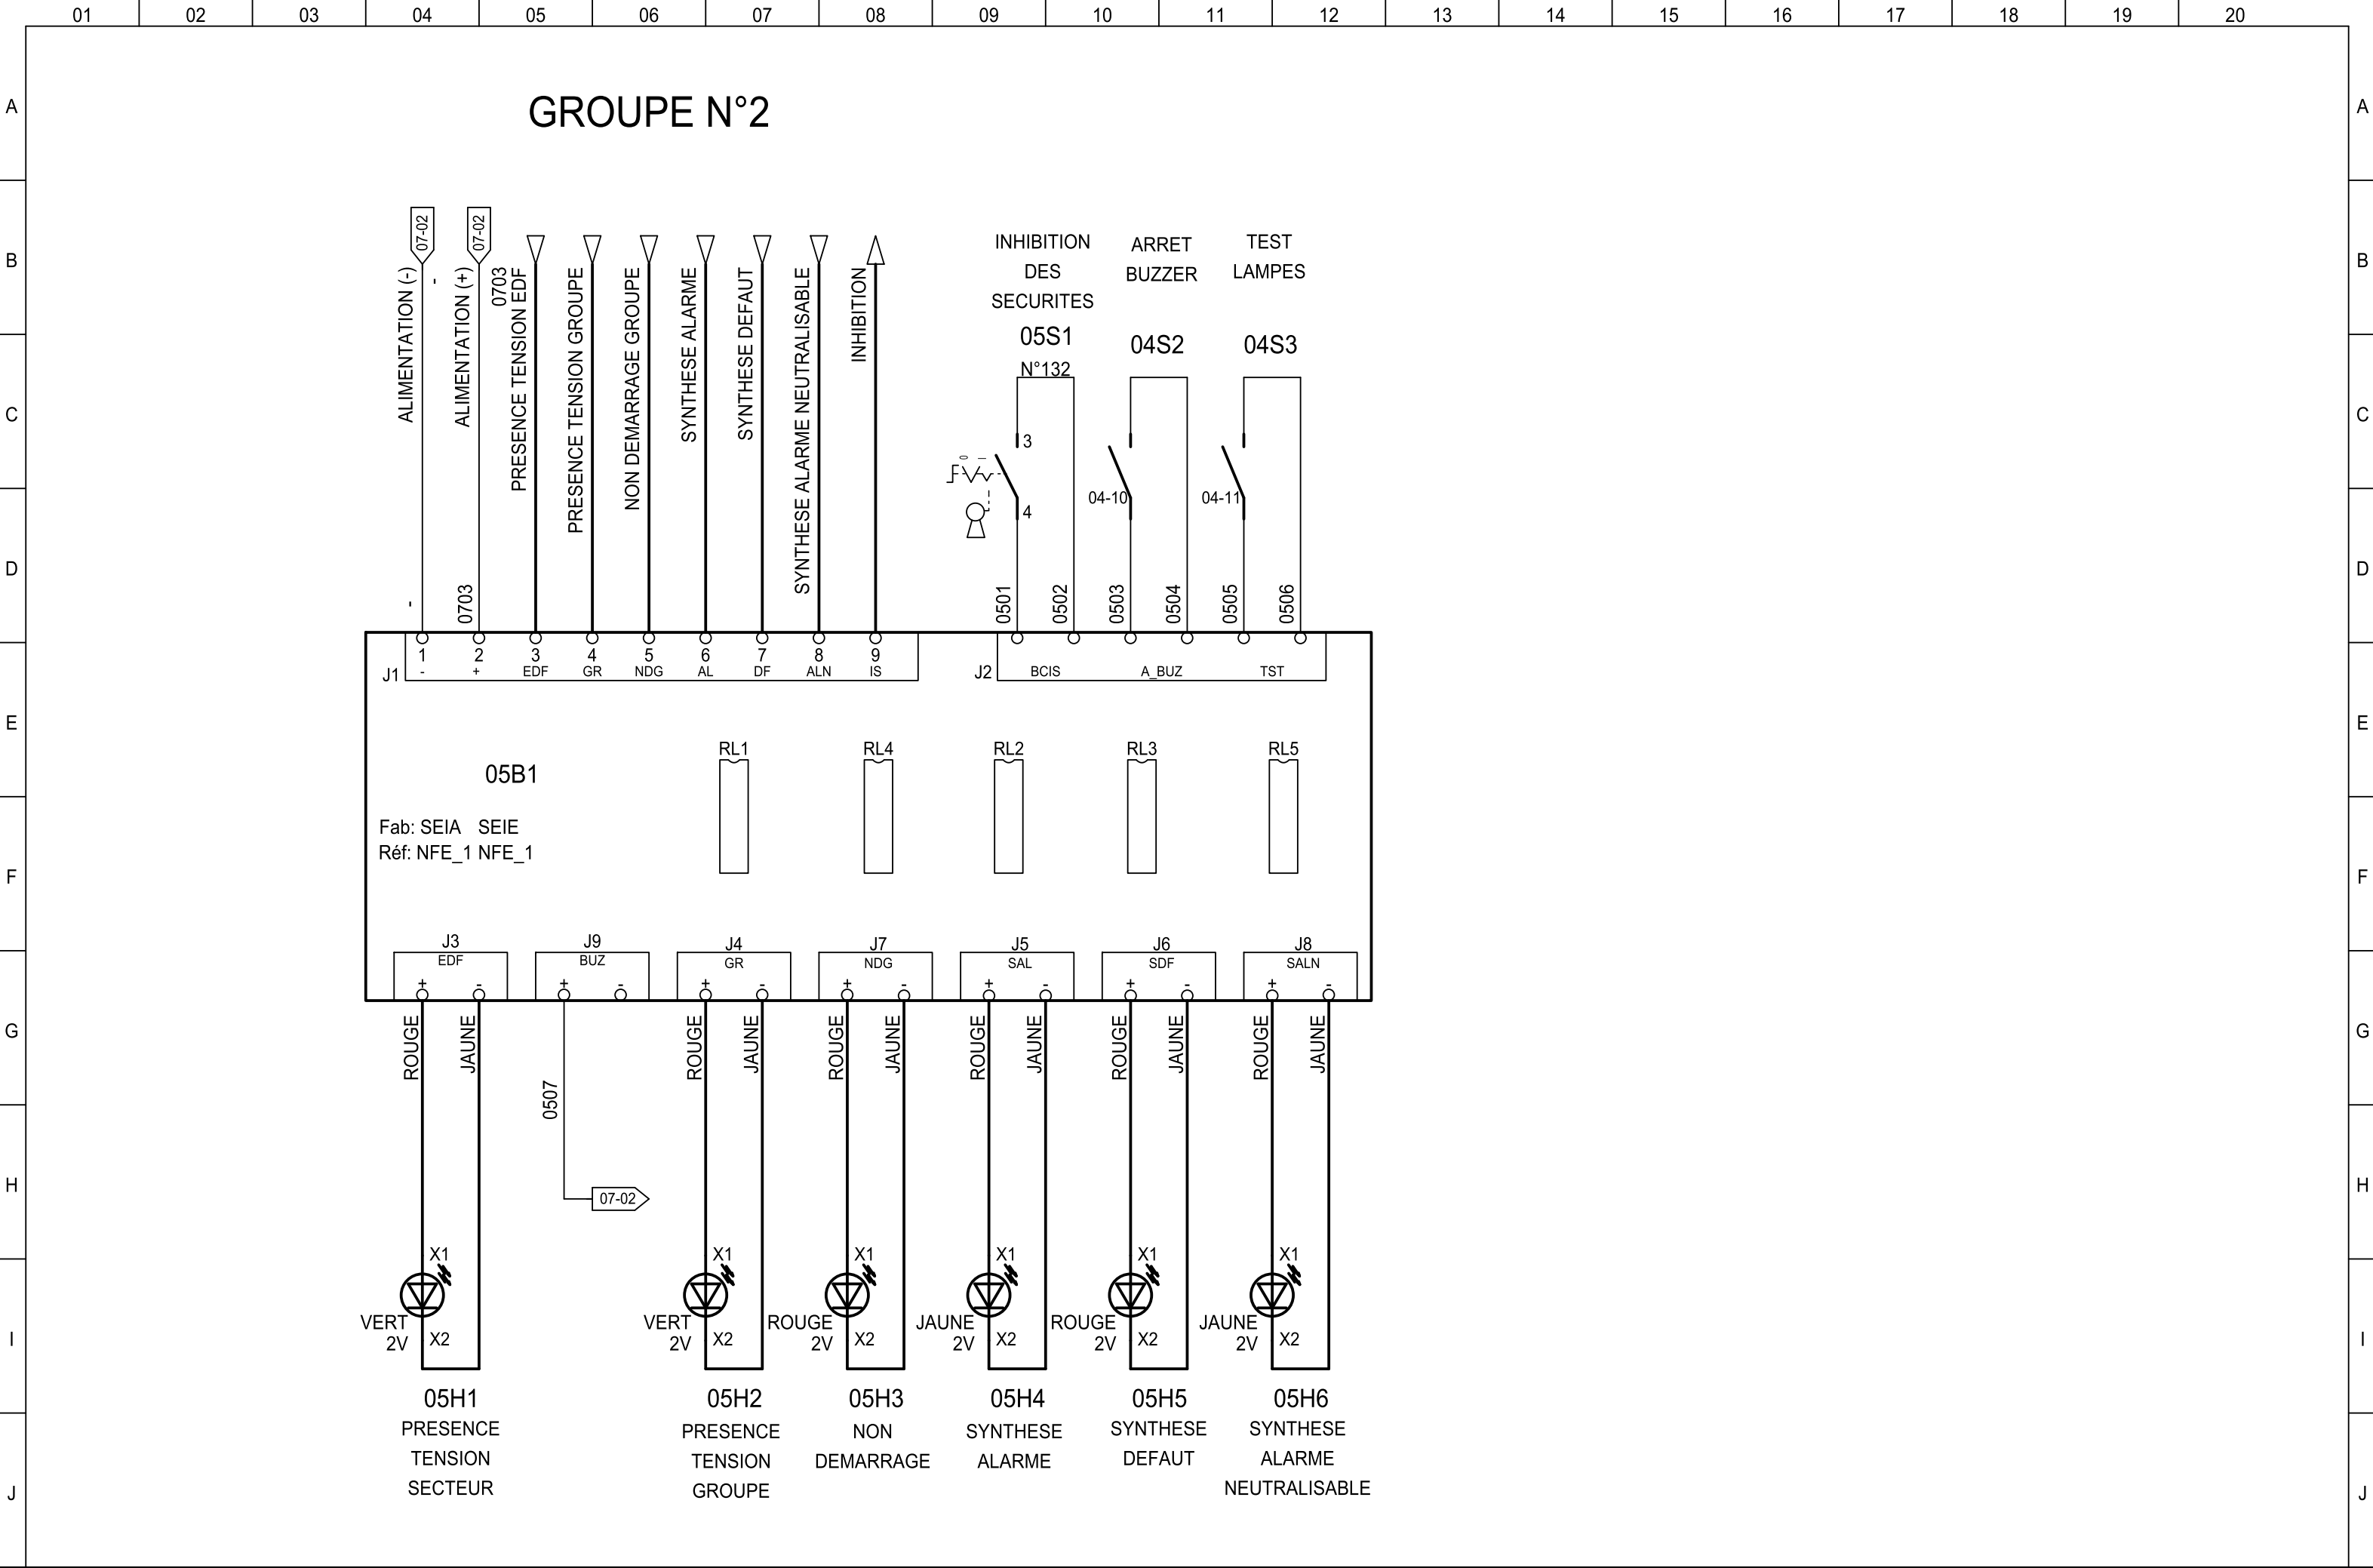 01 02 03 04 05 06 07 08 09 10 11 12 13 14 15 16 17 18 19 20
A A
GROUPE N°2
B B
07-02 07-02
ALIMENTATION (-)
-
ALIMENTATION (+)
0703
PRESENCE TENSION EDF
PRESENCE TENSION GROUPE
NON DEMARRAGE GROUPE
SYNTHESE ALARME
SYNTHESE DEFAUT
SYNTHESE ALARME NEUTRALISABLE
INHIBITION
INHIBITION
DES
SECURITES
05S1
N°132
ARRET
BUZZER
04S2
TEST
LAMPES
04S3
C C
3
0 I
4
04-10
04-11
D D
-
0703
0501 0502 0503 0504 0505 0506
1 2 3 4 5 6 7 8 9
J1 - + EDF GR NDG AL DF ALN IS
J2 BCIS A_BUZ TST
E E
RL1 RL4 RL2 RL3 RL5
05B1
Fab: SEIA SEIE
Réf: NFE_1 NFE_1
F F
J3 J9 J4 J7 J5 J6 J8
EDF BUZ GR NDG SAL SDF SALN
+ - + - + - + - + - + - + -
G G
ROUGE JAUNE ROUGE JAUNE ROUGE JAUNE ROUGE JAUNE ROUGE JAUNE ROUGE JAUNE
0507
H H
07-02
X1 X1 X1 X1 X1 X1
VERT VERT ROUGE JAUNE ROUGE JAUNE
2V X2 2V X2 2V X2 2V X2 2V X2 2V X2
I I
05H1
PRESENCE
TENSION
SECTEUR
05H2
PRESENCE
TENSION
GROUPE
05H3
NON
DEMARRAGE
05H4
SYNTHESE
ALARME
05H5
SYNTHESE
DEFAUT
05H6
SYNTHESE
ALARME
NEUTRALISABLE
J J